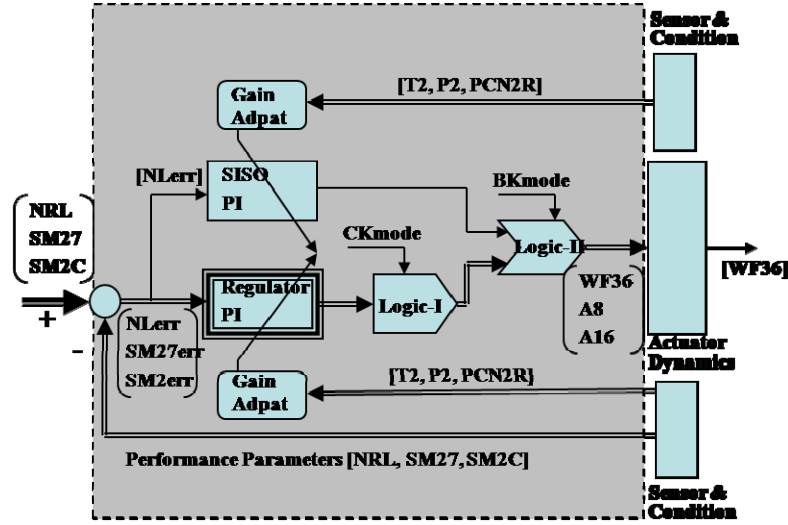 Sensor &
Condition
Gain
Adpat
[T2, P2, PCN2R]
[NLerr]
SISO
PI
BKmode
NRL
SM27
SM2C
CKmode
Logic-II
[WF36]
Regulator
PI
Logic-I
WF36
A8
A16
+
-
NLerr
SM27err
SM2err
Actuator
Dynamics
Gain
Adpat
[T2, P2, PCN2R}
Performance Parameters [NRL, SM27, SM2C]
Sensor &
Condition